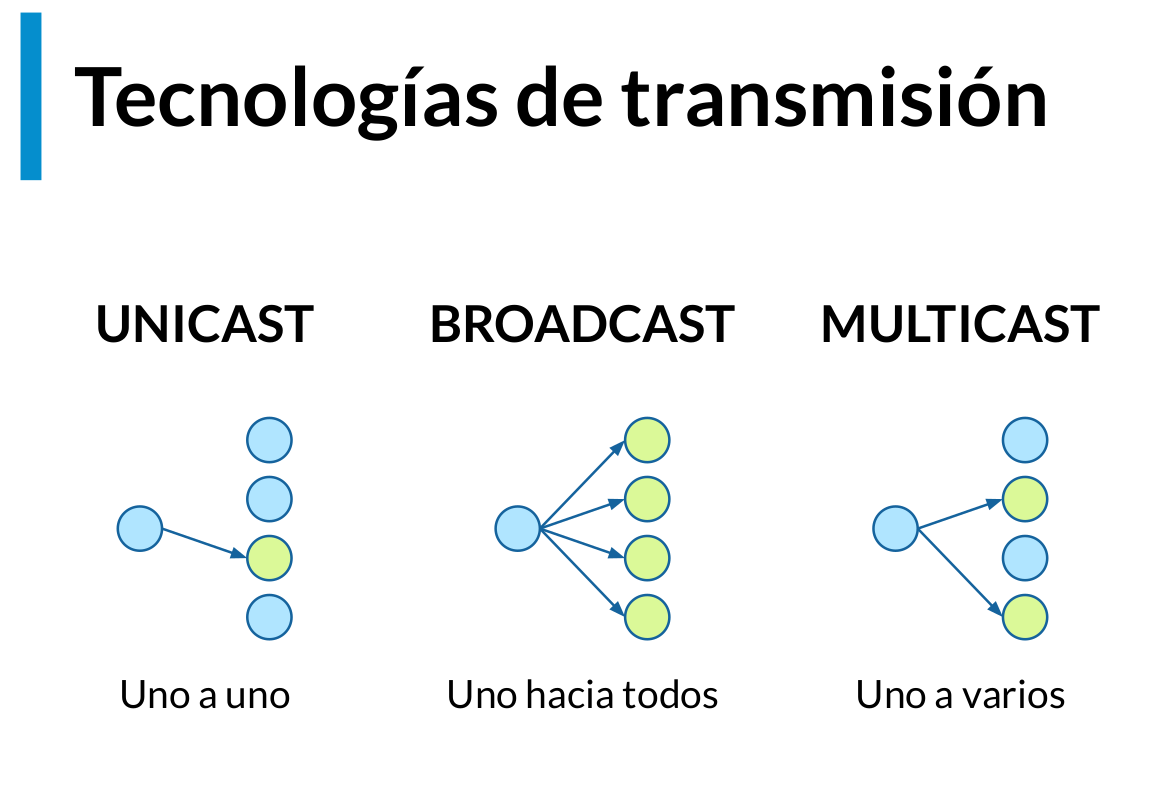 Tecnologías de transmisión
UNICAST
BROADCAST
MULTICAST
Uno a uno
Uno hacia todos
Uno a varios